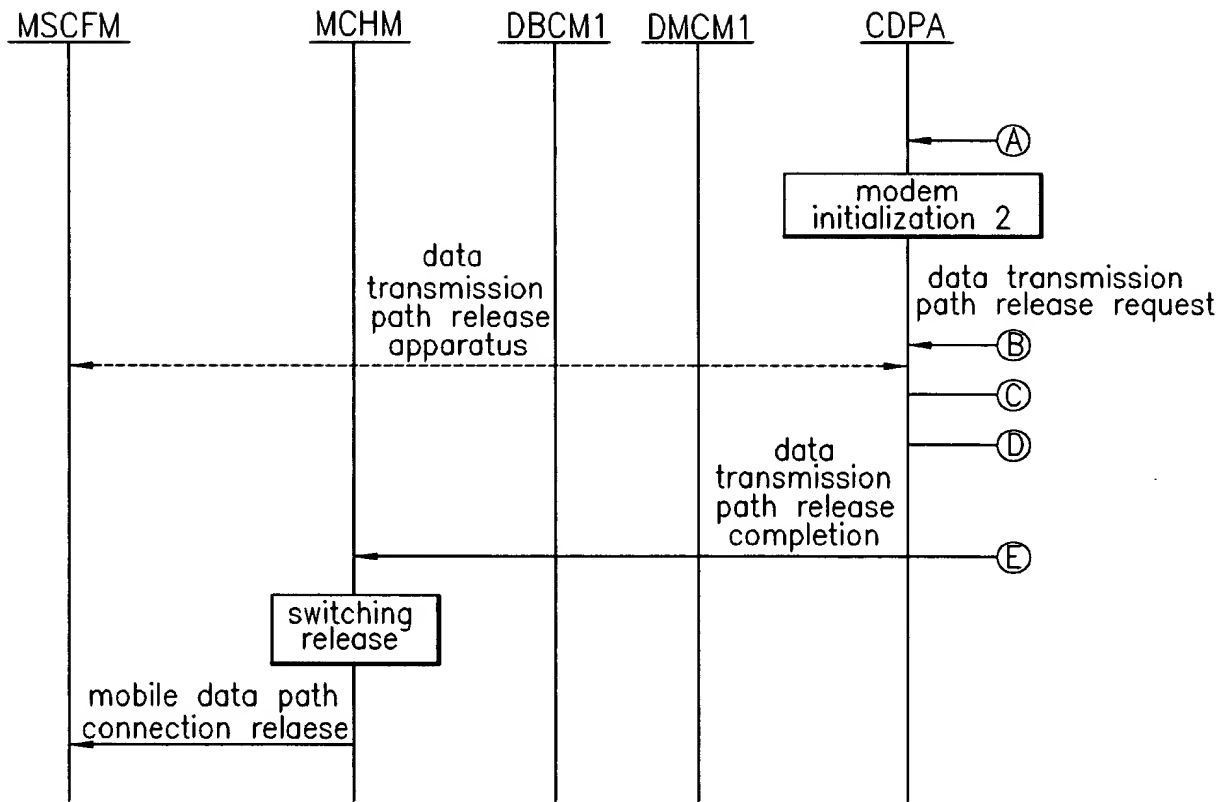 MSCFM MCHM DBCM1 DMCM1 CDPA
A
modem
initialization 2
data
transmission
path release
apparatus
data transmission
path release request
B
C
D
data
transmission
path release
completion
E
switching
release
mobile data path
connection relaese